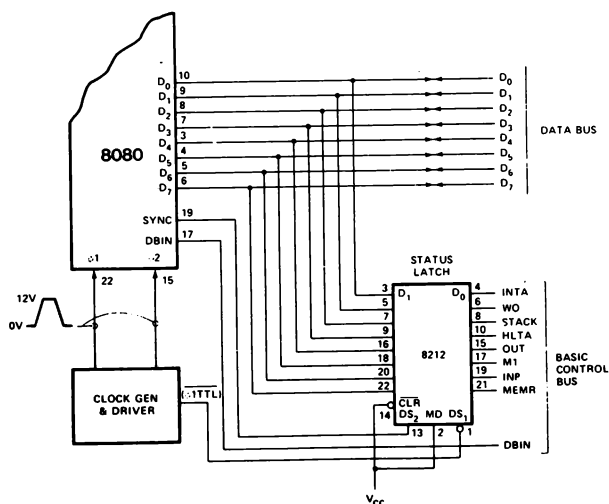 10
D0
D0
9
D1
D1
8
D2
D2
7
D3
D3
3
D4
D4
4
D5
D5
5
D6
D6
6
D7
D7
DATA BUS
8080
SYNC
19
DBIN
17
φ1
φ2
22
15
12V
0V
CLOCK GEN
& DRIVER
(φ1TTL)
STATUS
LATCH
3
D1
D0
4
INTA
5
6
WO
7
8
STACK
9
8212
10
HLTA
16
15
OUT
18
17
M1
20
19
INP
22
21
MEMR
BASIC
CONTROL
BUS
CLR
14
DS2
MD
DS1
13
2
1
DBIN
VCC